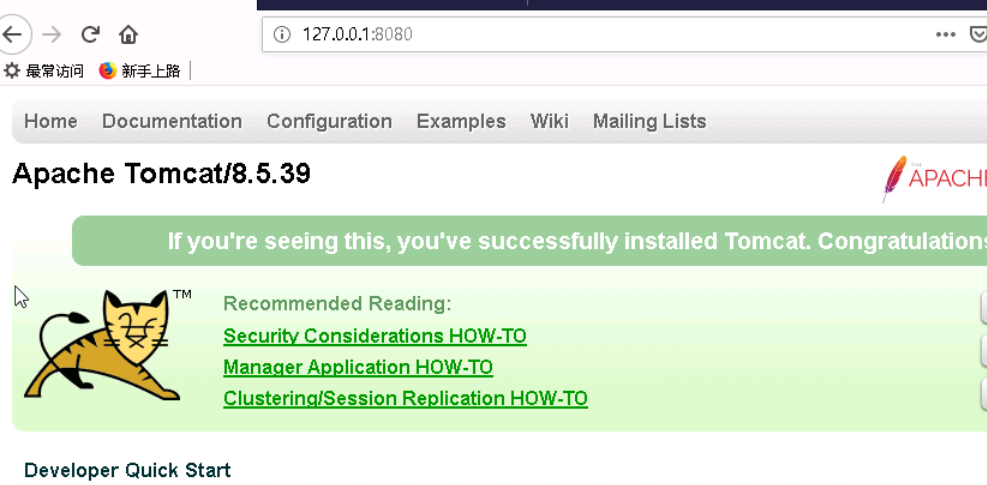 127.0.0.1:8080
最常访问 新手上路
Home Documentation Configuration Examples Wiki Mailing Lists
Apache Tomcat/8.5.39
THE
APACHE
If you're seeing this, you've successfully installed Tomcat. Congratulations
TM
Recommended Reading:
Security Considerations HOW-TO
Manager Application HOW-TO
Clustering/Session Replication HOW-TO
Developer Quick Start